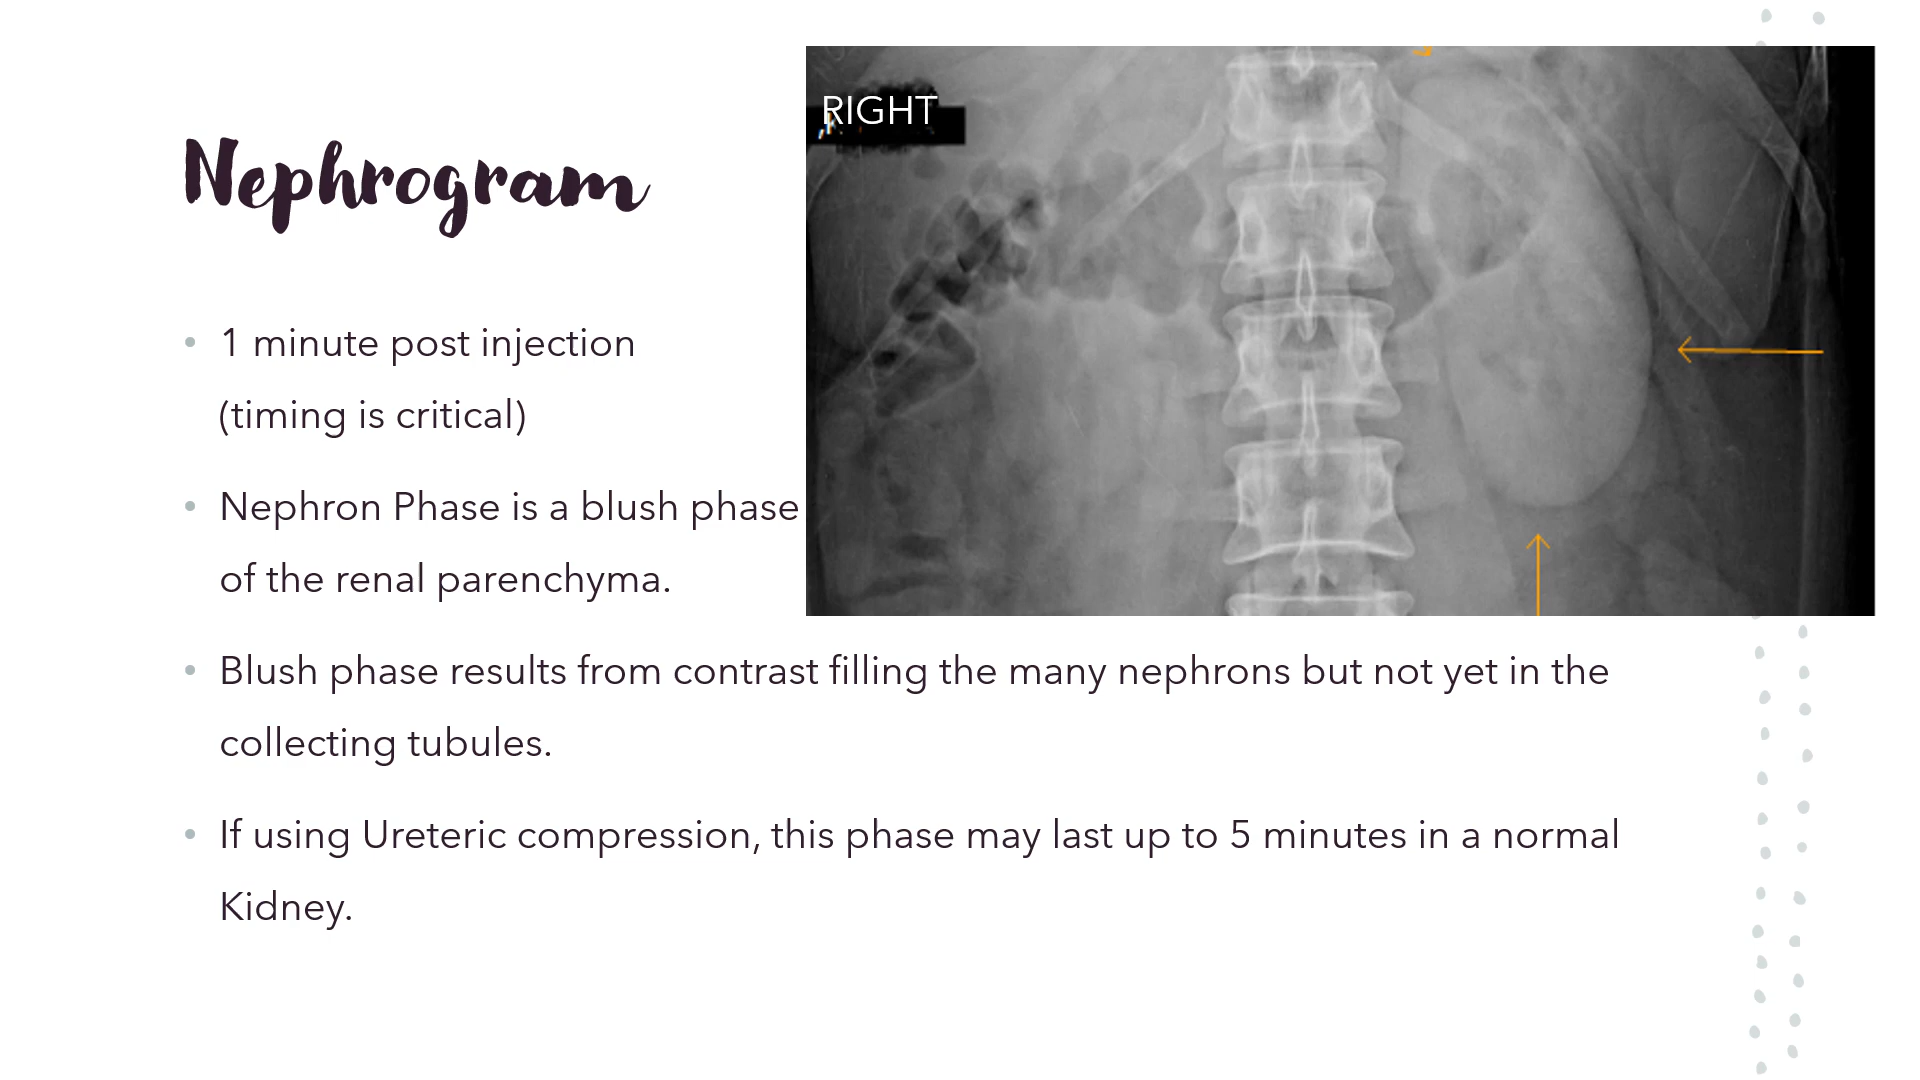 Nephrogram
RIGHT
• 1 minute post injection
(timing is critical)
• Nephron Phase is a blush phase
of the renal parenchyma.
• Blush phase results from contrast filling the many nephrons but not yet in the
collecting tubules.
• If using Ureteric compression, this phase may last up to 5 minutes in a normal
Kidney.